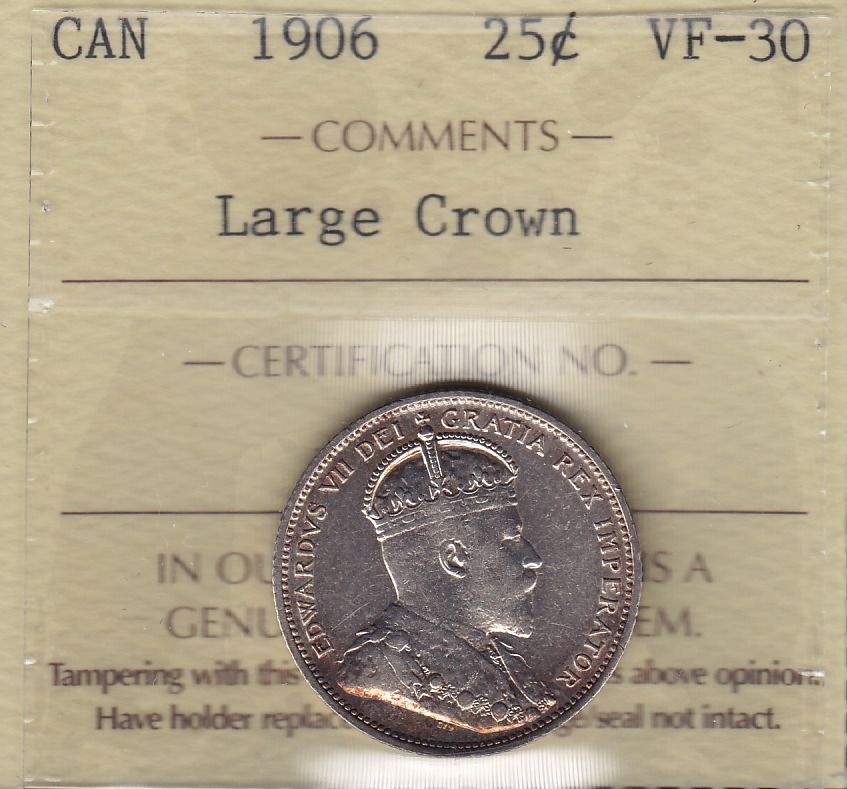 CAN 1906 25¢ VF-30
— COMMENTS —
Large Crown
— CERTIFICATION NO. —
EDWARDVS VII DEI GRATIA REX IMPERATOR
IN OU IS A
GENU EM.
Tampering with this s above opinion.
Have holder replac ge seal not intact.